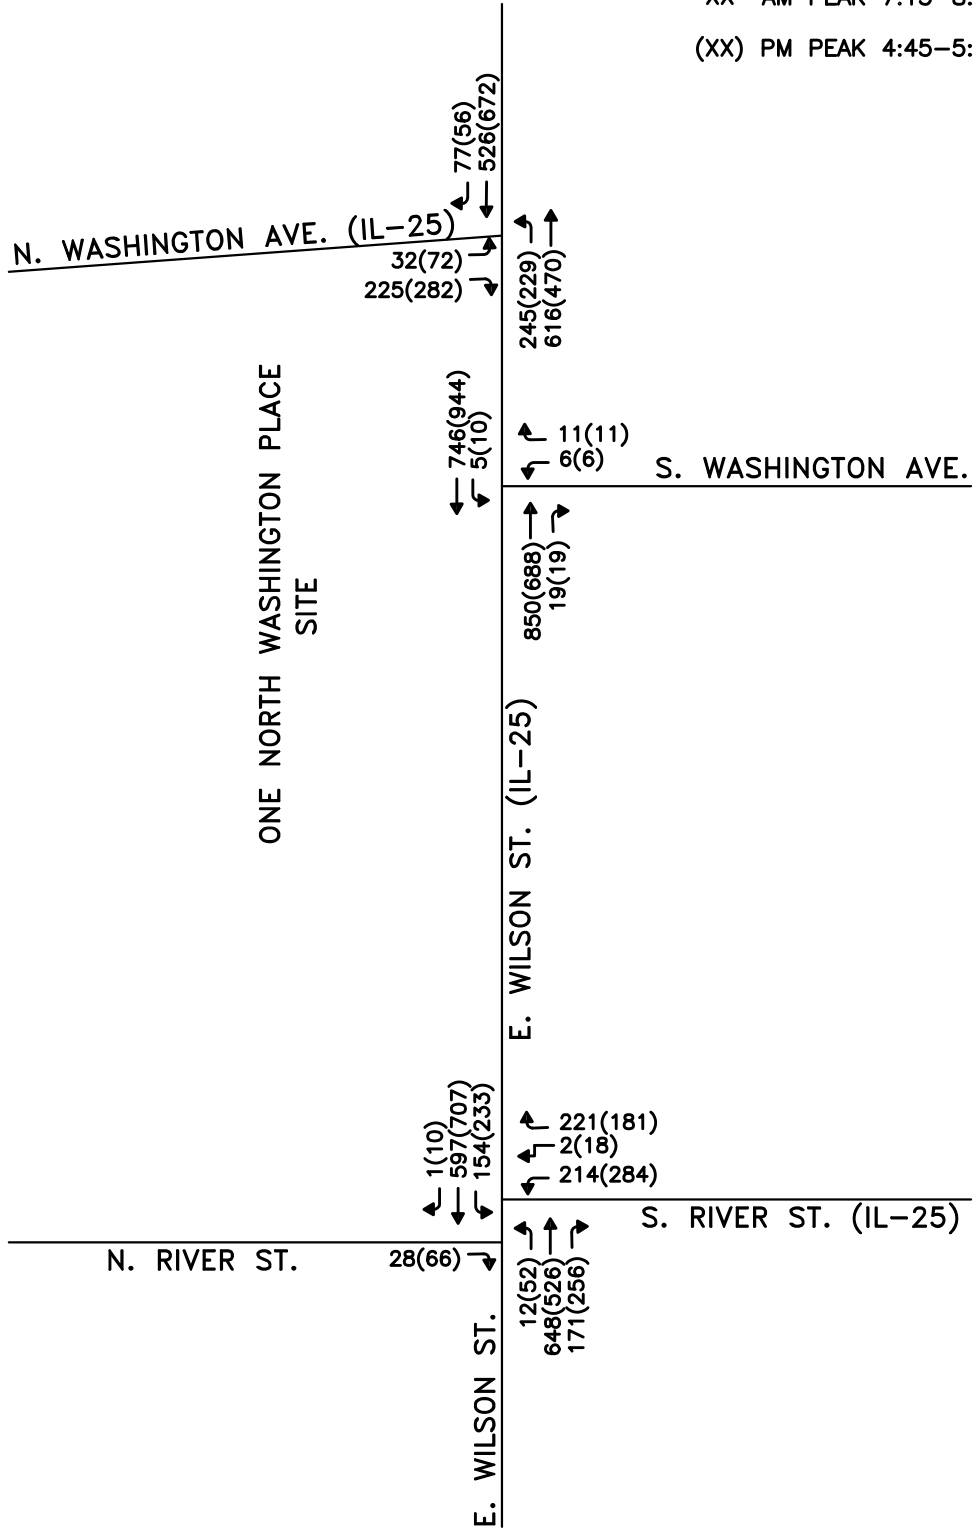 (XX) PM PEAK 4:45-5:
77(56)
526(672)
N. WASHINGTON AVE. (IL-25)
32(72)
225(282)
245(229)
616(470)
746(944)
5(10)
11(11)
6(6)
S. WASHINGTON AVE.
850(688)
19(19)
ONE NORTH WASHINGTON PLACE
SITE
E. WILSON ST. (IL-25)
1(10)
597(707)
154(233)
221(181)
2(18)
214(284)
S. RIVER ST. (IL-25)
N. RIVER ST.
28(66)
12(52)
648(526)
171(256)
E. WILSON ST.